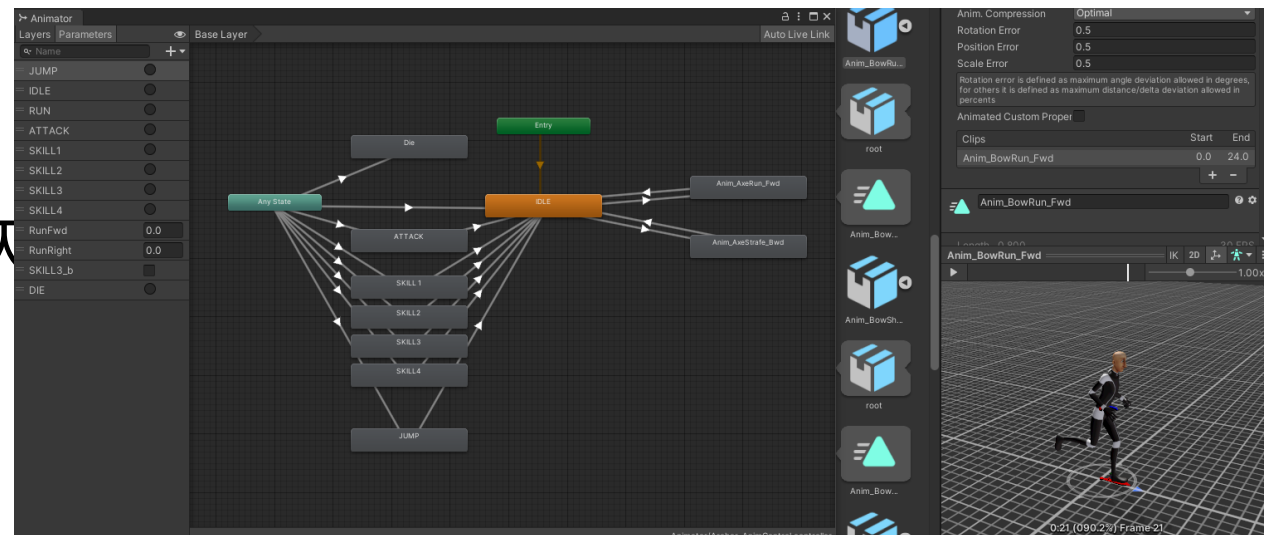 Animator
Layers Parameters
Base Layer
Auto Live Link
Name
JUMP
IDLE
RUN
ATTACK
SKILL1
SKILL2
SKILL3
SKILL4
RunFwd 0.0
RunRight 0.0
SKILL3_b
DIE
Entry
Die
Any State
IDLE
Anim_AxeRun_Fwd
Anim_AxeStrafe_Bwd
ATTACK
SKILL 1
SKILL2
SKILL3
SKILL4
JUMP
Anim_BowRu...
root
Anim_Bow...
Anim_BowSh...
root
Anim_Bow...
Anim. Compression Optimal
Rotation Error 0.5
Position Error 0.5
Scale Error 0.5
Rotation error is defined as maximum angle deviation allowed in degrees,
for others it is defined as maximum distance/delta deviation allowed in
percents
Animated Custom Proper
Clips Start End
Anim_BowRun_Fwd 0.0 24.0
Anim_BowRun_Fwd
Anim_BowRun_Fwd IK 2D
1.00x
0:21 (090.2%) Frame 21